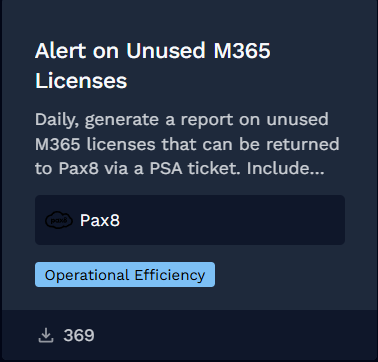 Alert on Unused M365
Licenses
Daily, generate a report on unused
M365 licenses that can be returned
to Pax8 via a PSA ticket. Include...
pax8 Pax8
Operational Efficiency
369